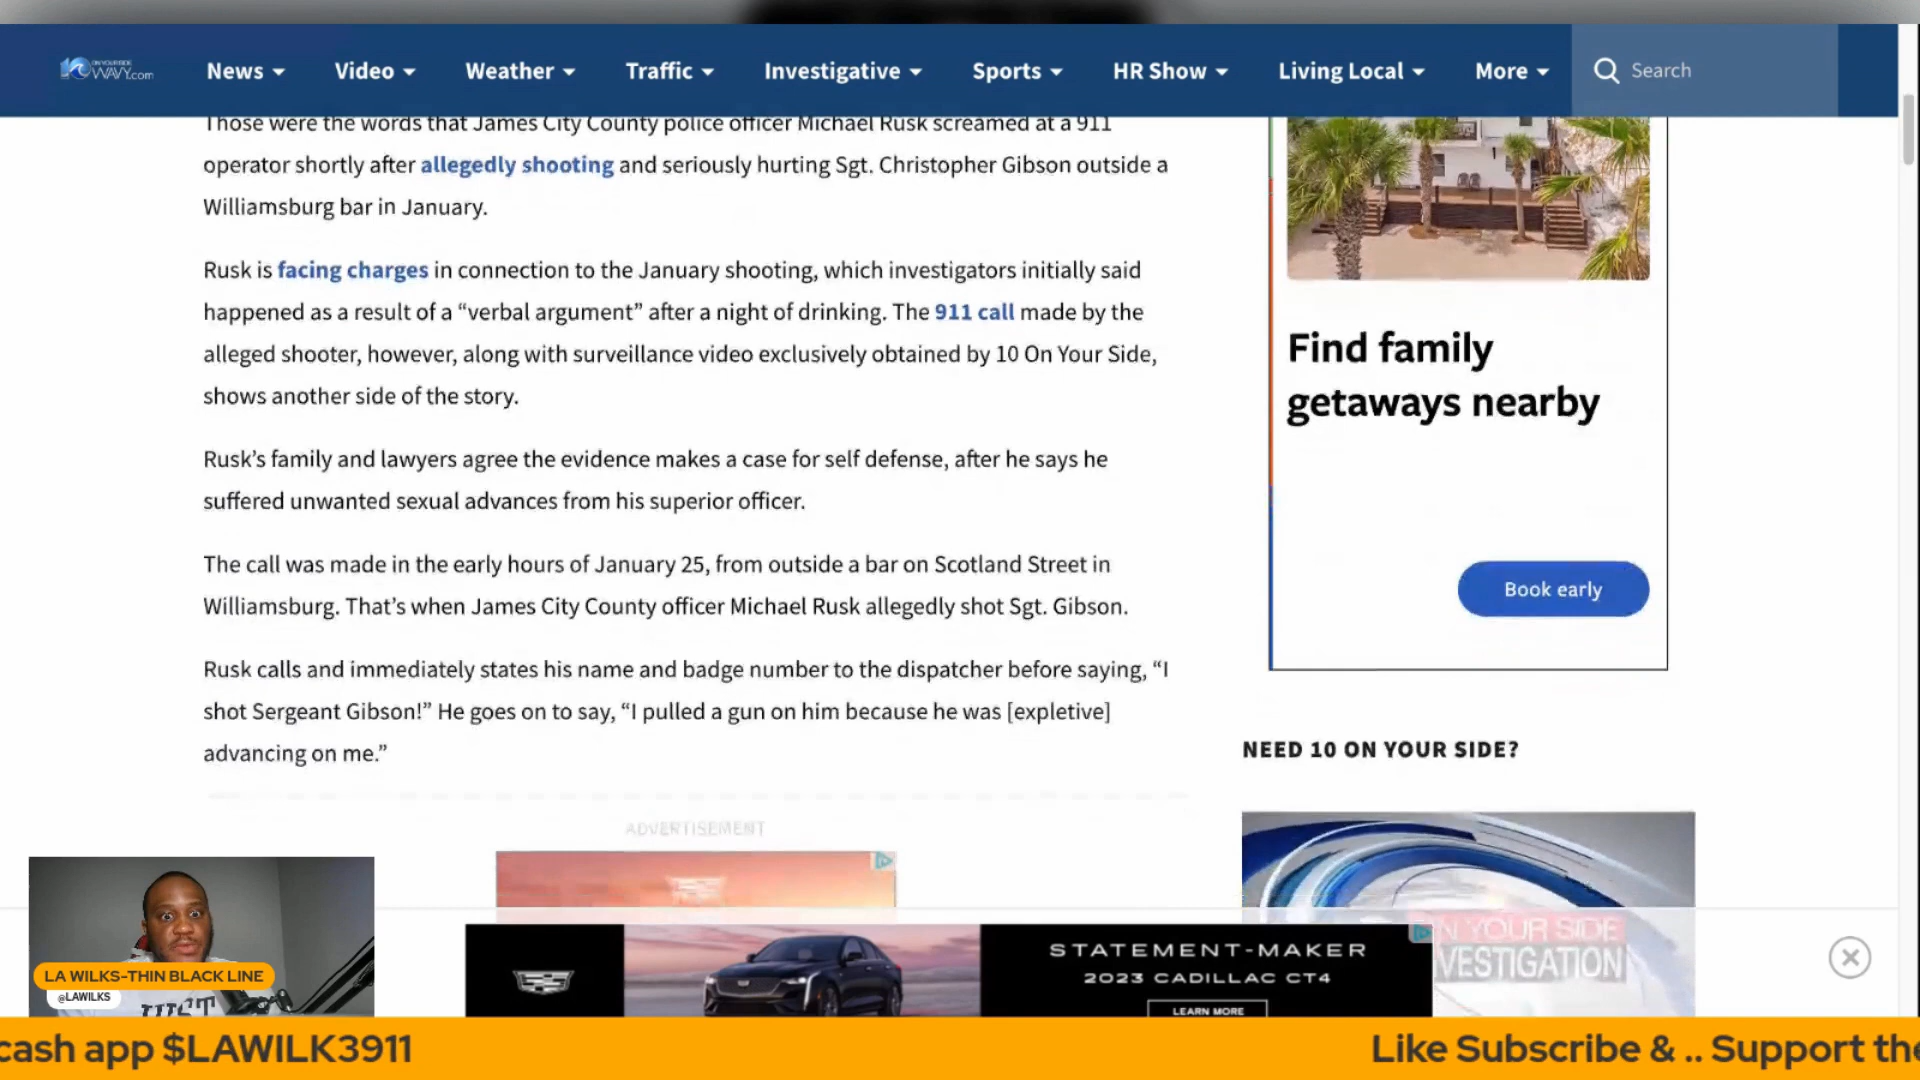 ON YOUR SIDE
WAVY.com
News
Video
Weather
Traffic
Investigative
Sports
HR Show
Living Local
More
Search
Those were the words that James City County police officer Michael Rusk screamed at a 911
operator shortly after allegedly shooting and seriously hurting Sgt. Christopher Gibson outside a
Williamsburg bar in January.
Rusk is facing charges in connection to the January shooting, which investigators initially said
happened as a result of a “verbal argument” after a night of drinking. The 911 call made by the
alleged shooter, however, along with surveillance video exclusively obtained by 10 On Your Side,
shows another side of the story.
Rusk’s family and lawyers agree the evidence makes a case for self defense, after he says he
suffered unwanted sexual advances from his superior officer.
The call was made in the early hours of January 25, from outside a bar on Scotland Street in
Williamsburg. That’s when James City County officer Michael Rusk allegedly shot Sgt. Gibson.
Rusk calls and immediately states his name and badge number to the dispatcher before saying, “I
shot Sergeant Gibson!” He goes on to say, “I pulled a gun on him because he was [expletive]
advancing on me.”
ADVERTISEMENT
Find family
getaways nearby
Book early
NEED 10 ON YOUR SIDE?
N YOUR SIDE
VESTIGATION
STATEMENT-MAKER
2023 CADILLAC CT4
LEARN MORE
LA WILKS-THIN BLACK LINE
@LAWILKS
cash app $LAWILK3911
Like Subscribe & .. Support the